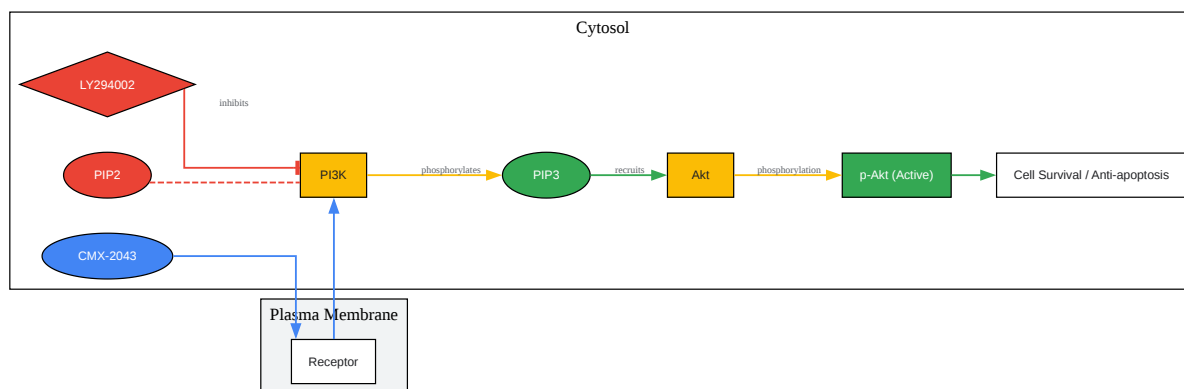 Cytosol
LY294002
inhibits
PIP2
PI3K
phosphorylates
PIP3
recruits
Akt
phosphorylation
p-Akt (Active)
Cell Survival / Anti-apoptosis
CMX-2043
Plasma Membrane
Receptor